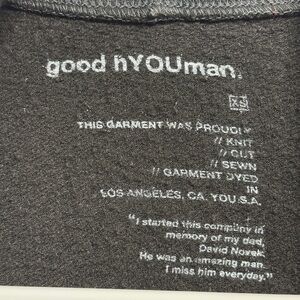 good hYOUman.
XS
THIS GARMENT WAS PROUDLY
// KNIT
// CUT
// SEWN
// GARMENT DYED
IN
LOS ANGELES, CA. YOU.S.A.
"I started this company in
memory of my dad,
David Novak.
He was an amazing man.
I miss him everyday."